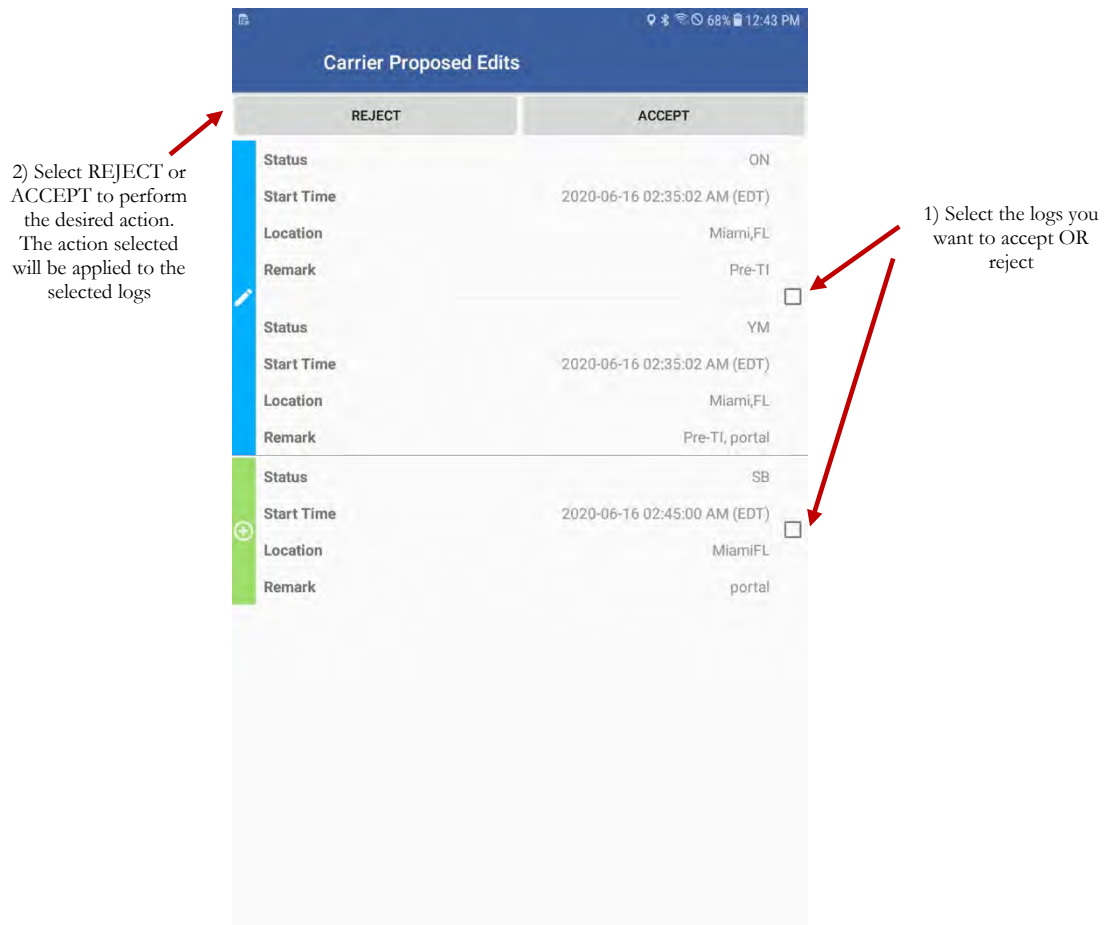 68% 12:43 PM
Carrier Proposed Edits
REJECT
ACCEPT
2) Select REJECT or
ACCEPT to perform
the desired action.
The action selected
will be applied to the
selected logs
Status ON
Start Time 2020-06-16 02:35:02 AM (EDT)
Location Miami,FL
Remark Pre-TI
Status YM
Start Time 2020-06-16 02:35:02 AM (EDT)
Location Miami,FL
Remark Pre-TI, portal
Status SB
Start Time 2020-06-16 02:45:00 AM (EDT)
Location MiamiFL
Remark portal
1) Select the logs you
want to accept OR
reject